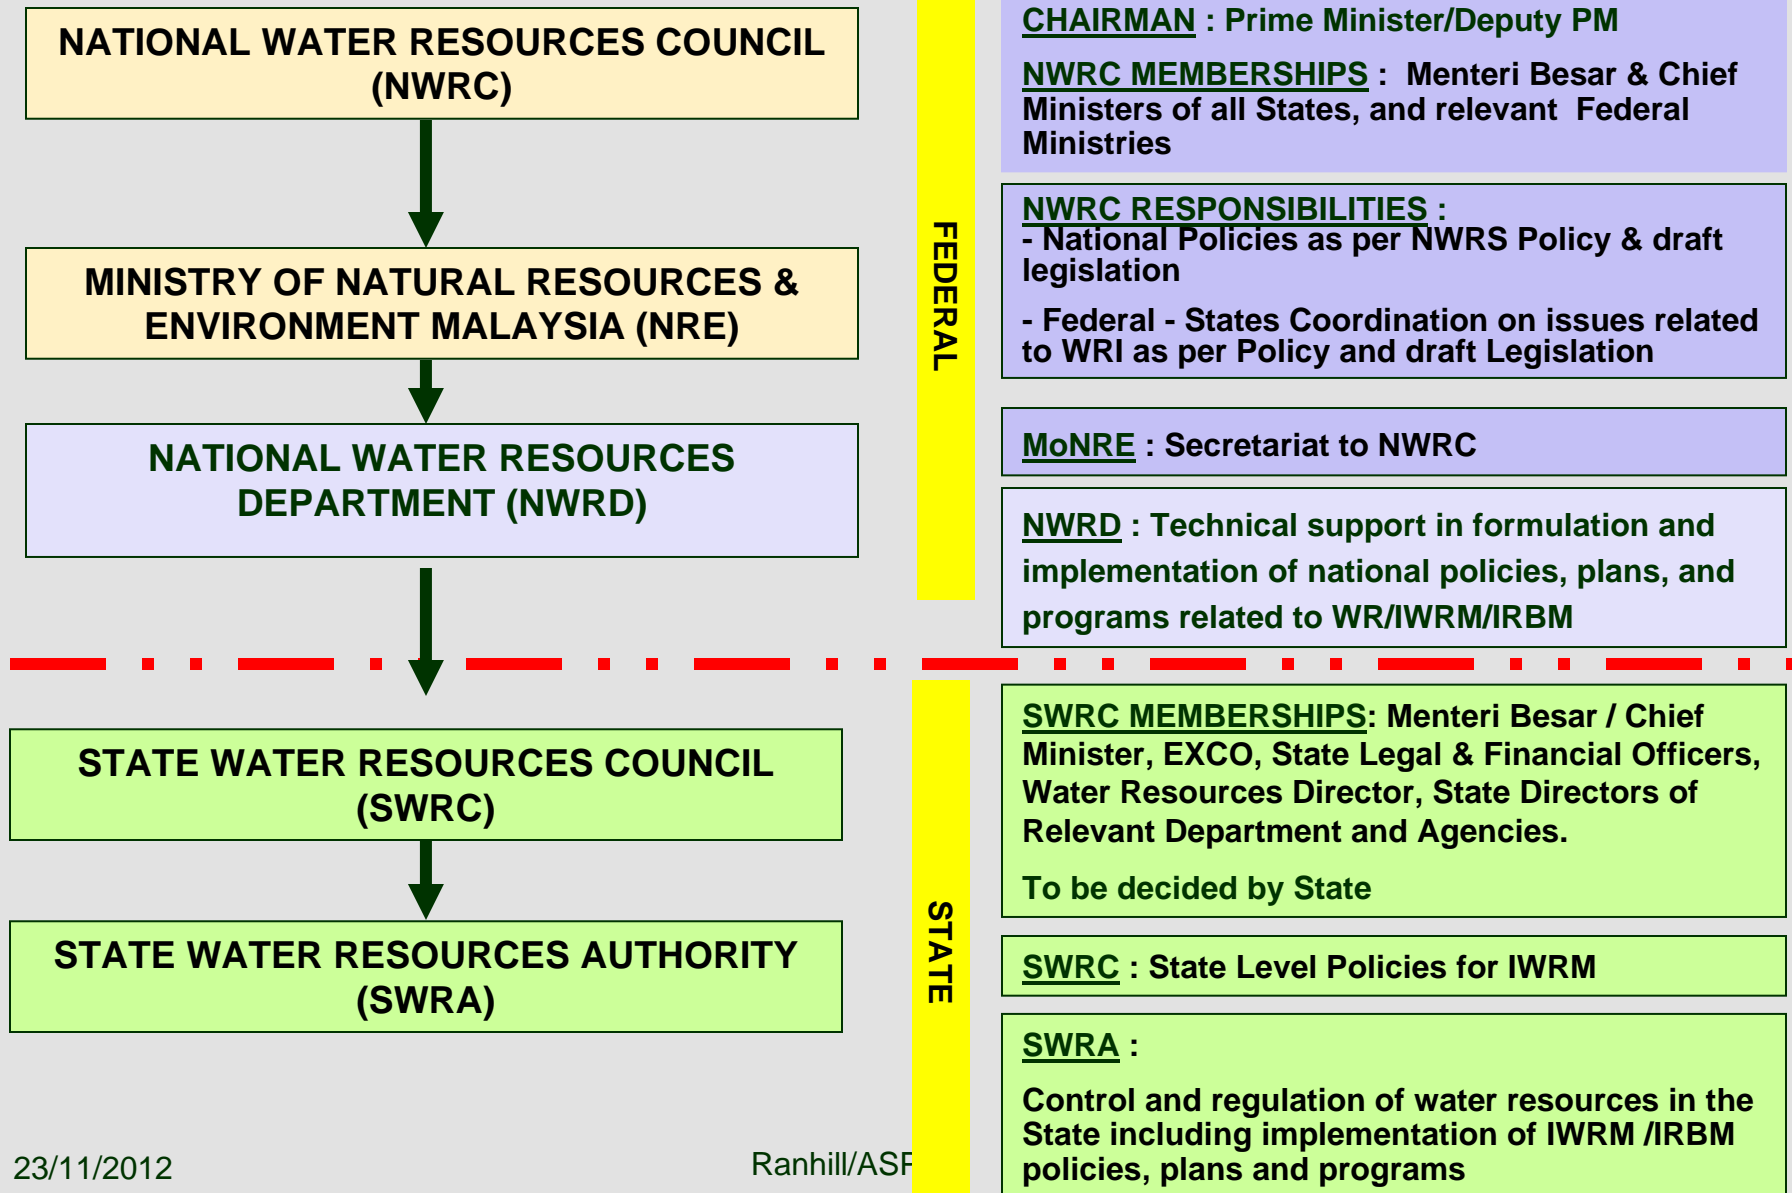 NATIONAL WATER RESOURCES COUNCIL
(NWRC)
MINISTRY OF NATURAL RESOURCES &
ENVIRONMENT MALAYSIA (NRE)
NATIONAL WATER RESOURCES
DEPARTMENT (NWRD)
STATE WATER RESOURCES COUNCIL
(SWRC)
STATE WATER RESOURCES AUTHORITY
(SWRA)
FEDERAL
STATE
CHAIRMAN : Prime Minister/Deputy PM
NWRC MEMBERSHIPS : Menteri Besar & Chief
Ministers of all States, and relevant Federal
Ministries
NWRC RESPONSIBILITIES :
- National Policies as per NWRS Policy & draft
legislation
- Federal - States Coordination on issues related
to WRI as per Policy and draft Legislation
MoNRE : Secretariat to NWRC
NWRD : Technical support in formulation and
implementation of national policies, plans, and
programs related to WR/IWRM/IRBM
SWRC MEMBERSHIPS: Menteri Besar / Chief
Minister, EXCO, State Legal & Financial Officers,
Water Resources Director, State Directors of
Relevant Department and Agencies.
To be decided by State
SWRC : State Level Policies for IWRM
SWRA :
Control and regulation of water resources in the
State including implementation of IWRM /IRBM
policies, plans and programs
23/11/2012
Ranhill/